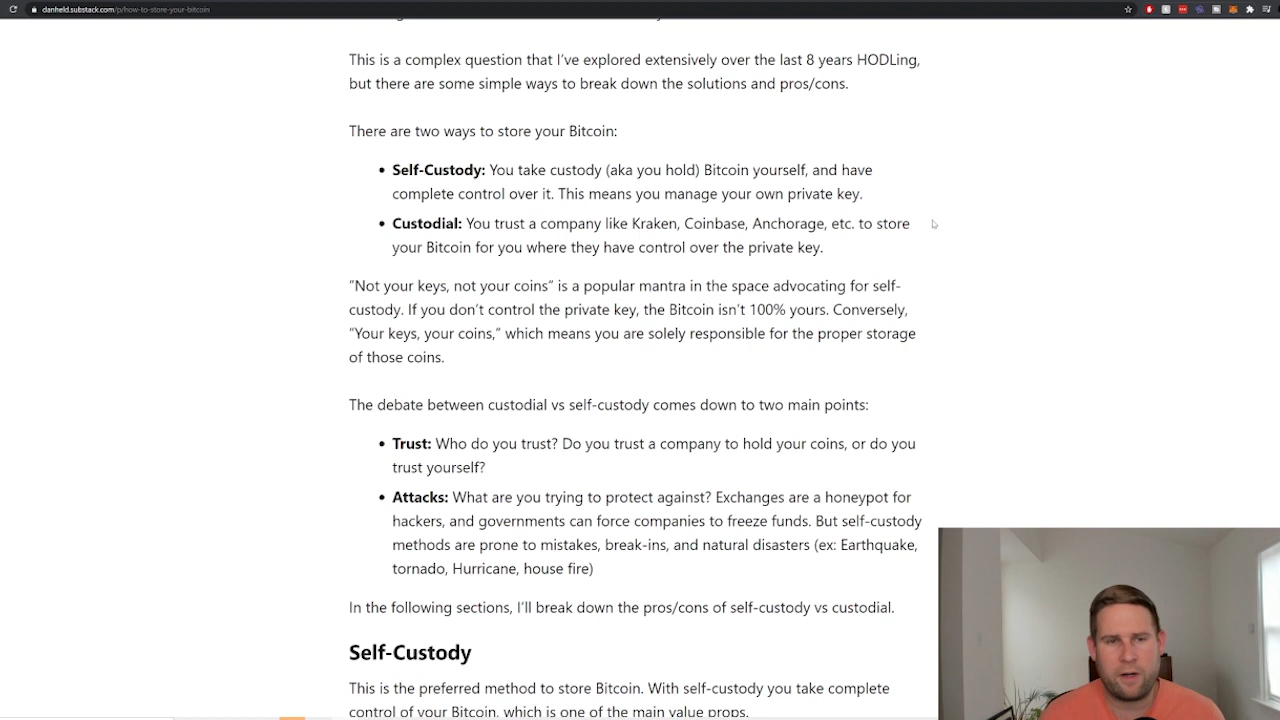 danheld.substack.com/p/how-to-store-your-bitcoin
This is a complex question that I've explored extensively over the last 8 years HODLing,
but there are some simple ways to break down the solutions and pros/cons.
There are two ways to store your Bitcoin:
• Self-Custody: You take custody (aka you hold) Bitcoin yourself, and have
complete control over it. This means you manage your own private key.
• Custodial: You trust a company like Kraken, Coinbase, Anchorage, etc. to store
your Bitcoin for you where they have control over the private key.
"Not your keys, not your coins" is a popular mantra in the space advocating for self-
custody. If you don't control the private key, the Bitcoin isn't 100% yours. Conversely,
"Your keys, your coins," which means you are solely responsible for the proper storage
of those coins.
The debate between custodial vs self-custody comes down to two main points:
• Trust: Who do you trust? Do you trust a company to hold your coins, or do you
trust yourself?
• Attacks: What are you trying to protect against? Exchanges are a honeypot for
hackers, and governments can force companies to freeze funds. But self-custody
methods are prone to mistakes, break-ins, and natural disasters (ex: Earthquake,
tornado, Hurricane, house fire)
In the following sections, I'll break down the pros/cons of self-custody vs custodial.
Self-Custody
This is the preferred method to store Bitcoin. With self-custody you take complete
control of your Bitcoin, which is one of the main value props.